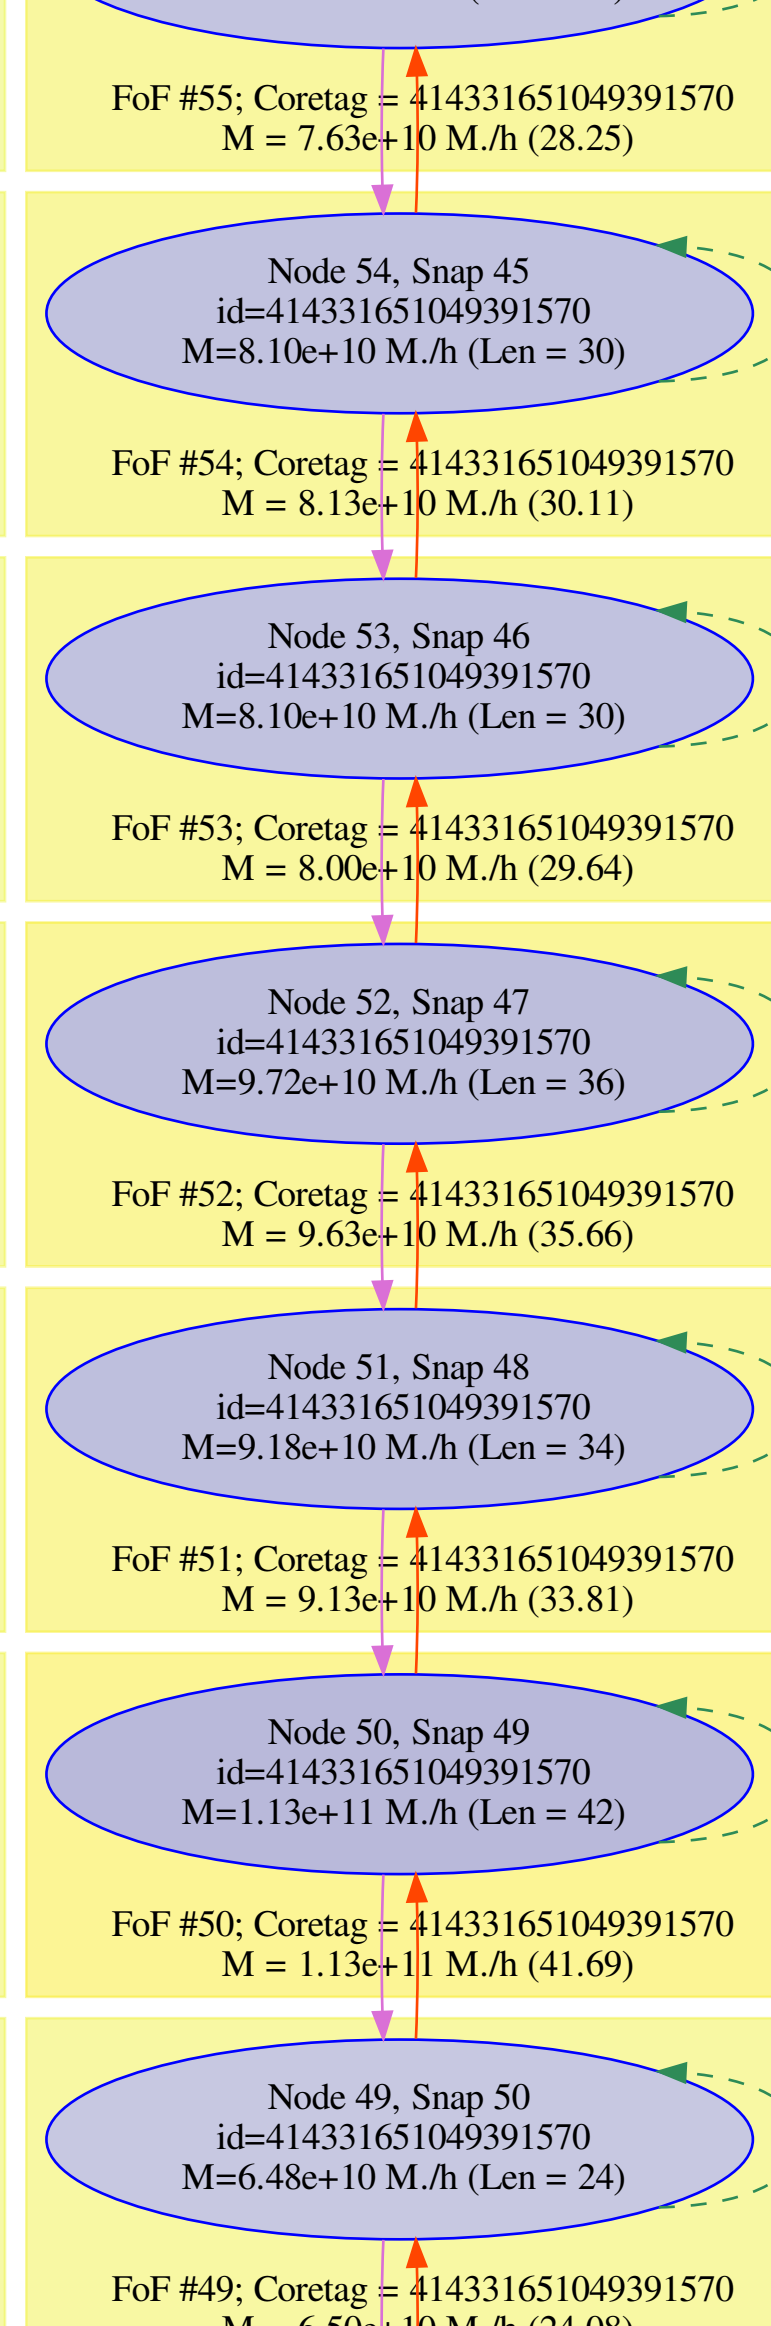 FoF #55; Coretag = 414331651049391570
M = 7.63e+10 M./h (28.25)
Node 54, Snap 45
id=414331651049391570
M=8.10e+10 M./h (Len = 30)
FoF #54; Coretag = 414331651049391570
M = 8.13e+10 M./h (30.11)
Node 53, Snap 46
id=414331651049391570
M=8.10e+10 M./h (Len = 30)
FoF #53; Coretag = 414331651049391570
M = 8.00e+10 M./h (29.64)
Node 52, Snap 47
id=414331651049391570
M=9.72e+10 M./h (Len = 36)
FoF #52; Coretag = 414331651049391570
M = 9.63e+10 M./h (35.66)
Node 51, Snap 48
id=414331651049391570
M=9.18e+10 M./h (Len = 34)
FoF #51; Coretag = 414331651049391570
M = 9.13e+10 M./h (33.81)
Node 50, Snap 49
id=414331651049391570
M=1.13e+11 M./h (Len = 42)
FoF #50; Coretag = 414331651049391570
M = 1.13e+11 M./h (41.69)
Node 49, Snap 50
id=414331651049391570
M=6.48e+10 M./h (Len = 24)
FoF #49; Coretag = 414331651049391570
M = 6.50e+10 M./h (24.08)